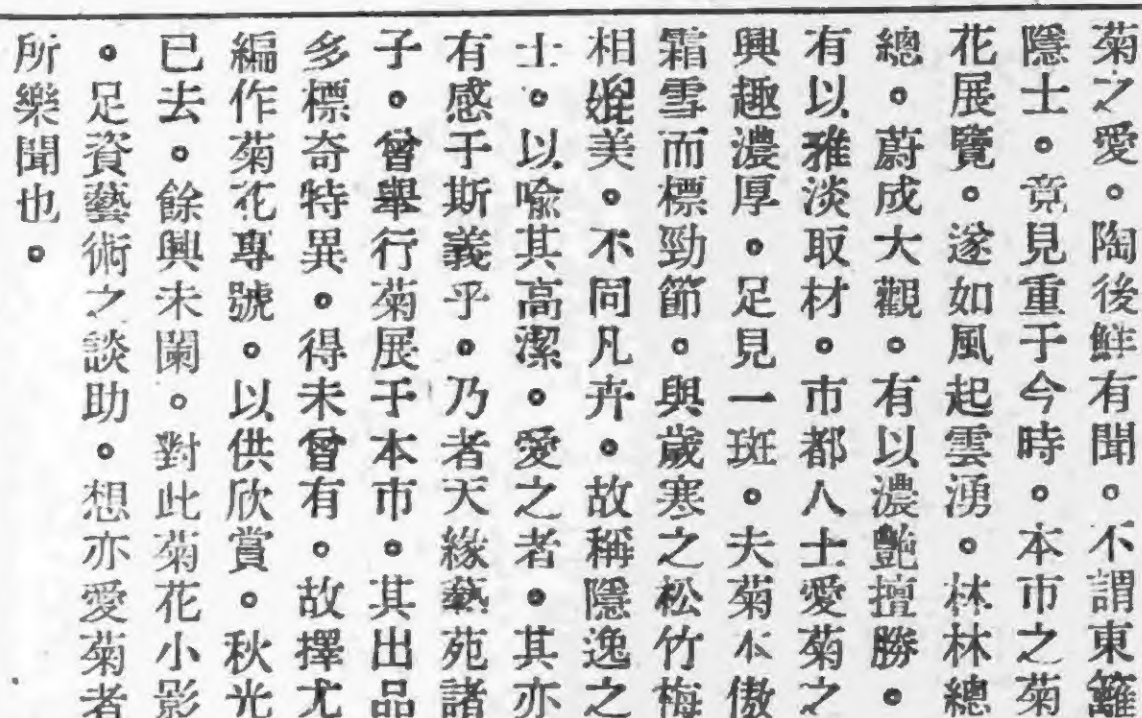 菊之愛。陶後鮮有聞。不謂東籬
隱士。竟見重于今時。本市之菊
花展覽。遂如風起雲湧。林林總
總。蔚成大觀。有以濃艷擅勝。
有以雅淡取材。市都人士愛菊之
興趣濃厚。足見一斑。夫菊本傲
霜雪而標勁節。與歲寒之松竹梅
相媲美。不同凡卉。故稱隱逸之
士。以喻其高潔。愛之者。其亦
有感于斯義乎。乃者天緣藝苑諸
子。曾舉行菊展于本市。其出品
多標奇特異。得未曾有。故擇尤
編作菊花專號。以供欣賞。秋光
已去。餘興未闌。對此菊花小影
。足資藝術之談助。想亦愛菊者
所樂聞也。